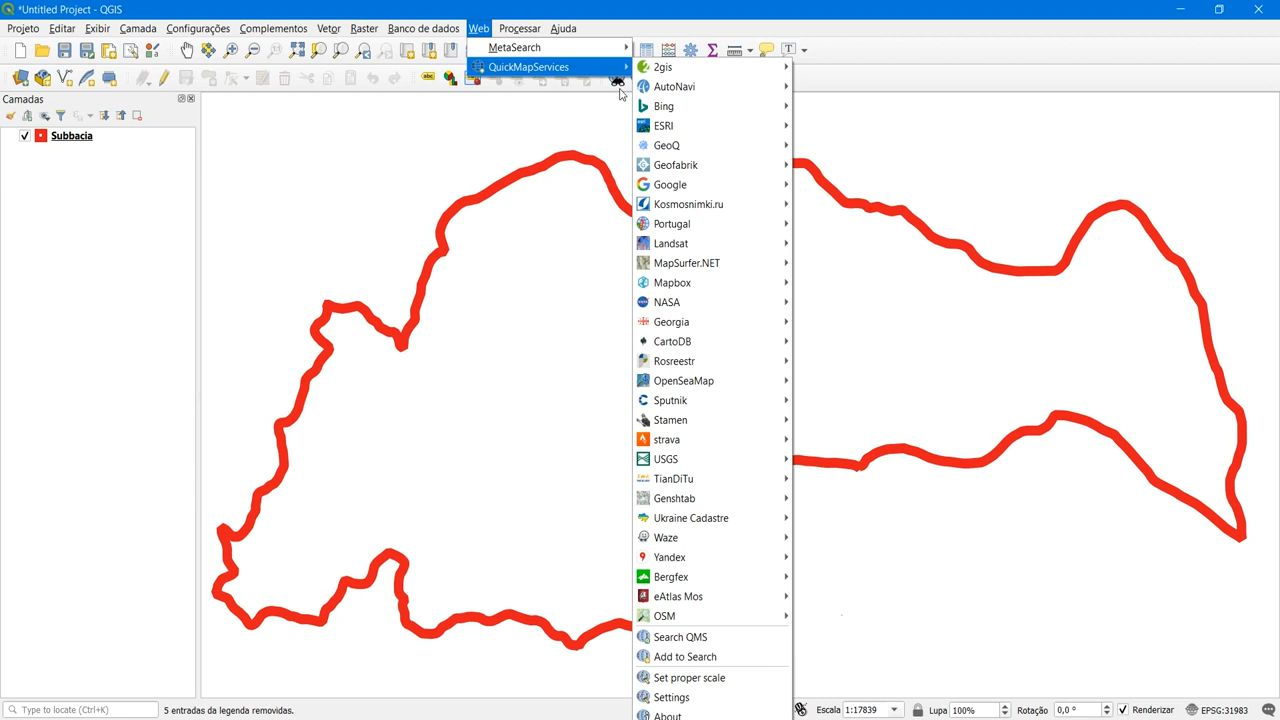 *Untitled Project - QGIS
Projeto Editar Exibir Camada Configurações Complementos Vetor Raster Banco de dados Web Processar Ajuda
MetaSearch
QuickMapServices
abc
T
Camadas
Subbacia
2gis
AutoNavi
Bing
ESRI
GeoQ
Geofabrik
Google
Kosmosnimki.ru
Portugal
Landsat
MapSurfer.NET
Mapbox
NASA
Georgia
CartoDB
Rosreestr
OpenSeaMap
Sputnik
Stamen
strava
USGS
TianDiTu
Genshtab
Ukraine Cadastre
Waze
Yandex
Bergfex
eAtlas Mos
OSM
Search QMS
Add to Search
Set proper scale
Settings
About
Type to locate (Ctrl+K) 5 entradas da legenda removidas. Escala 1:17839 Lupa 100% Rotação 0,0 ° Renderizar EPSG:31983